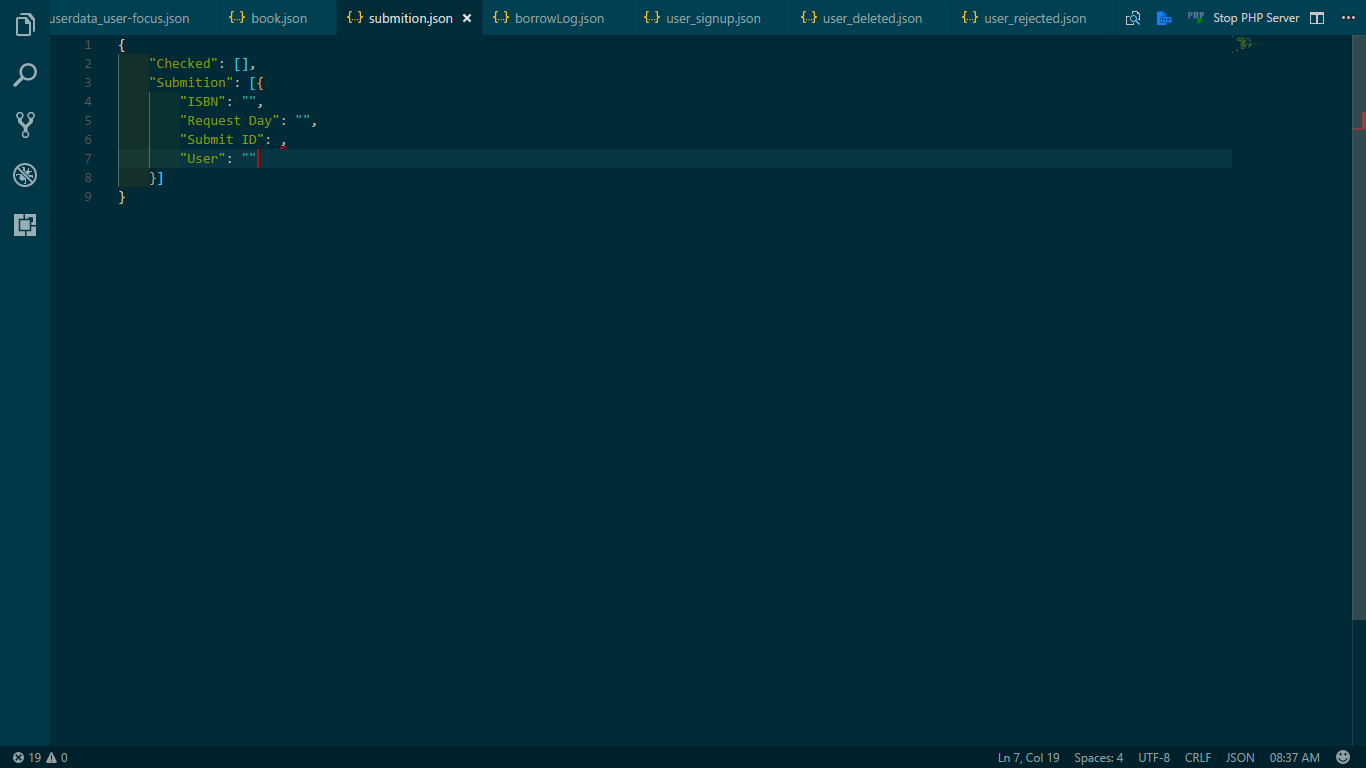 userdata_user-focus.json {··} book.json {··} submition.json × {··} borrowLog.json {··} user_signup.json {··} user_deleted.json {··} user_rejected.json PHP Stop PHP Server ···
1 {
2 "Checked": [],
3 "Submition": [{
4 "ISBN": "",
5 "Request Day": "",
6 "Submit ID": ,
7 "User": ""
8 }]
9 }
19 0 Ln 7, Col 19 Spaces: 4 UTF-8 CRLF JSON 08:37 AM